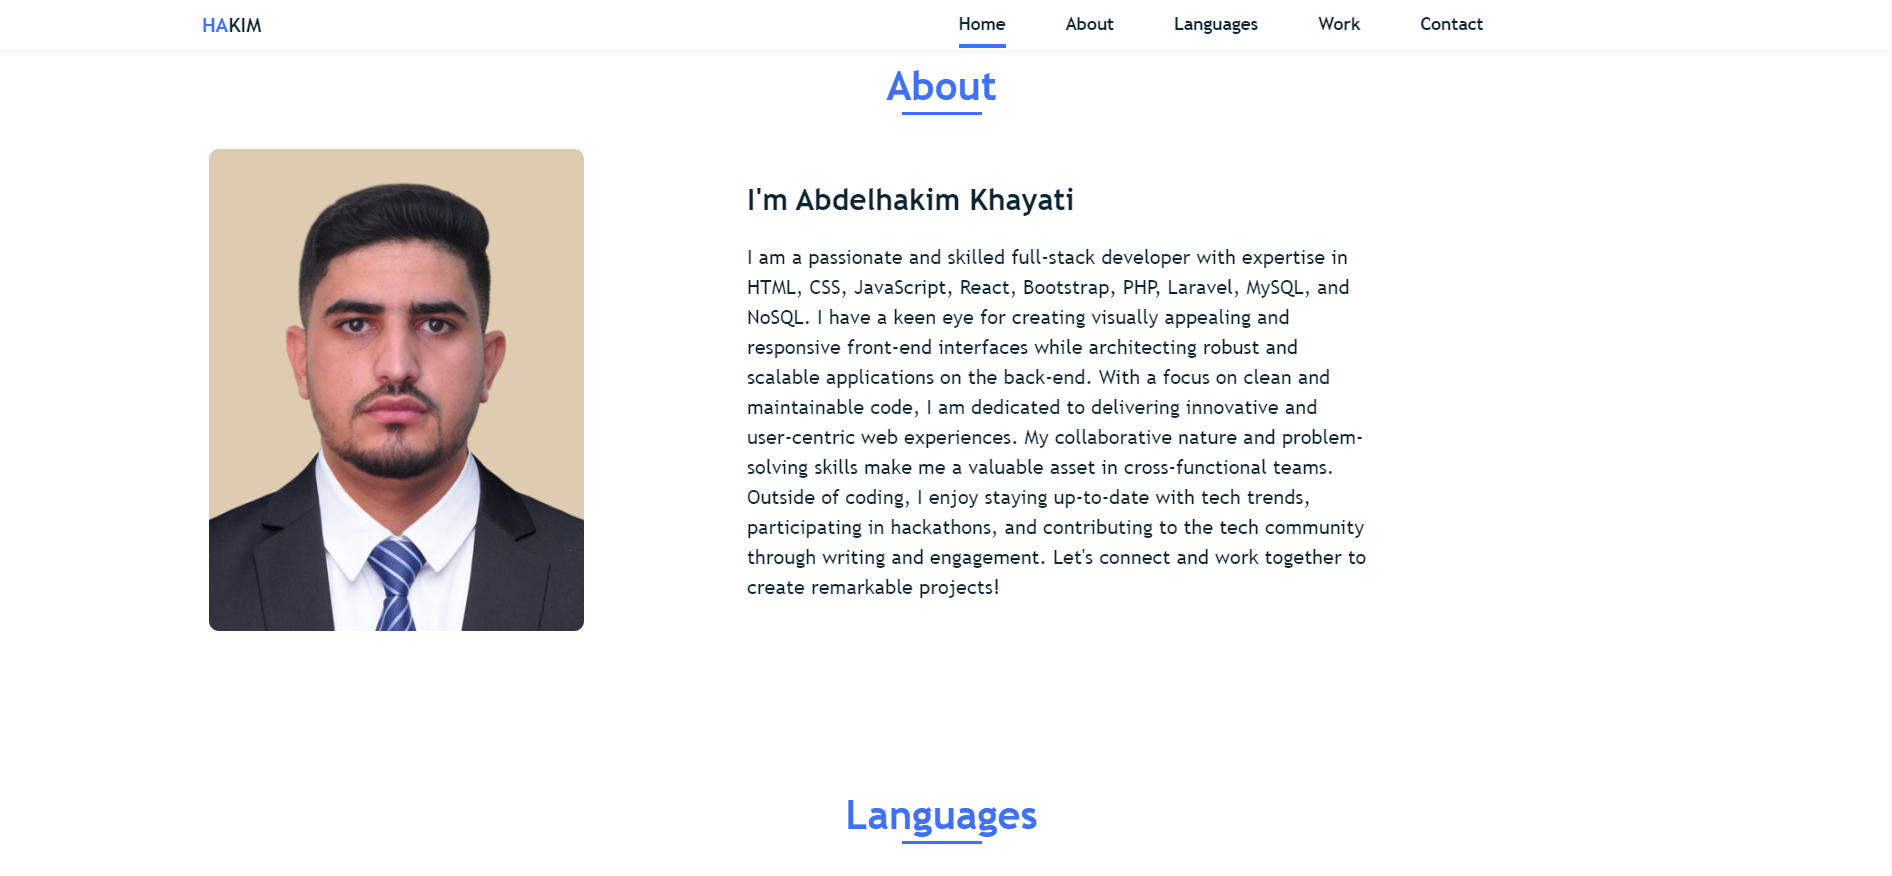 HAKIM
Home About Languages Work Contact
About
I'm Abdelhakim Khayati
I am a passionate and skilled full-stack developer with expertise in
HTML, CSS, JavaScript, React, Bootstrap, PHP, Laravel, MySQL, and
NoSQL. I have a keen eye for creating visually appealing and
responsive front-end interfaces while architecting robust and
scalable applications on the back-end. With a focus on clean and
maintainable code, I am dedicated to delivering innovative and
user-centric web experiences. My collaborative nature and problem-
solving skills make me a valuable asset in cross-functional teams.
Outside of coding, I enjoy staying up-to-date with tech trends,
participating in hackathons, and contributing to the tech community
through writing and engagement. Let's connect and work together to
create remarkable projects!
Languages